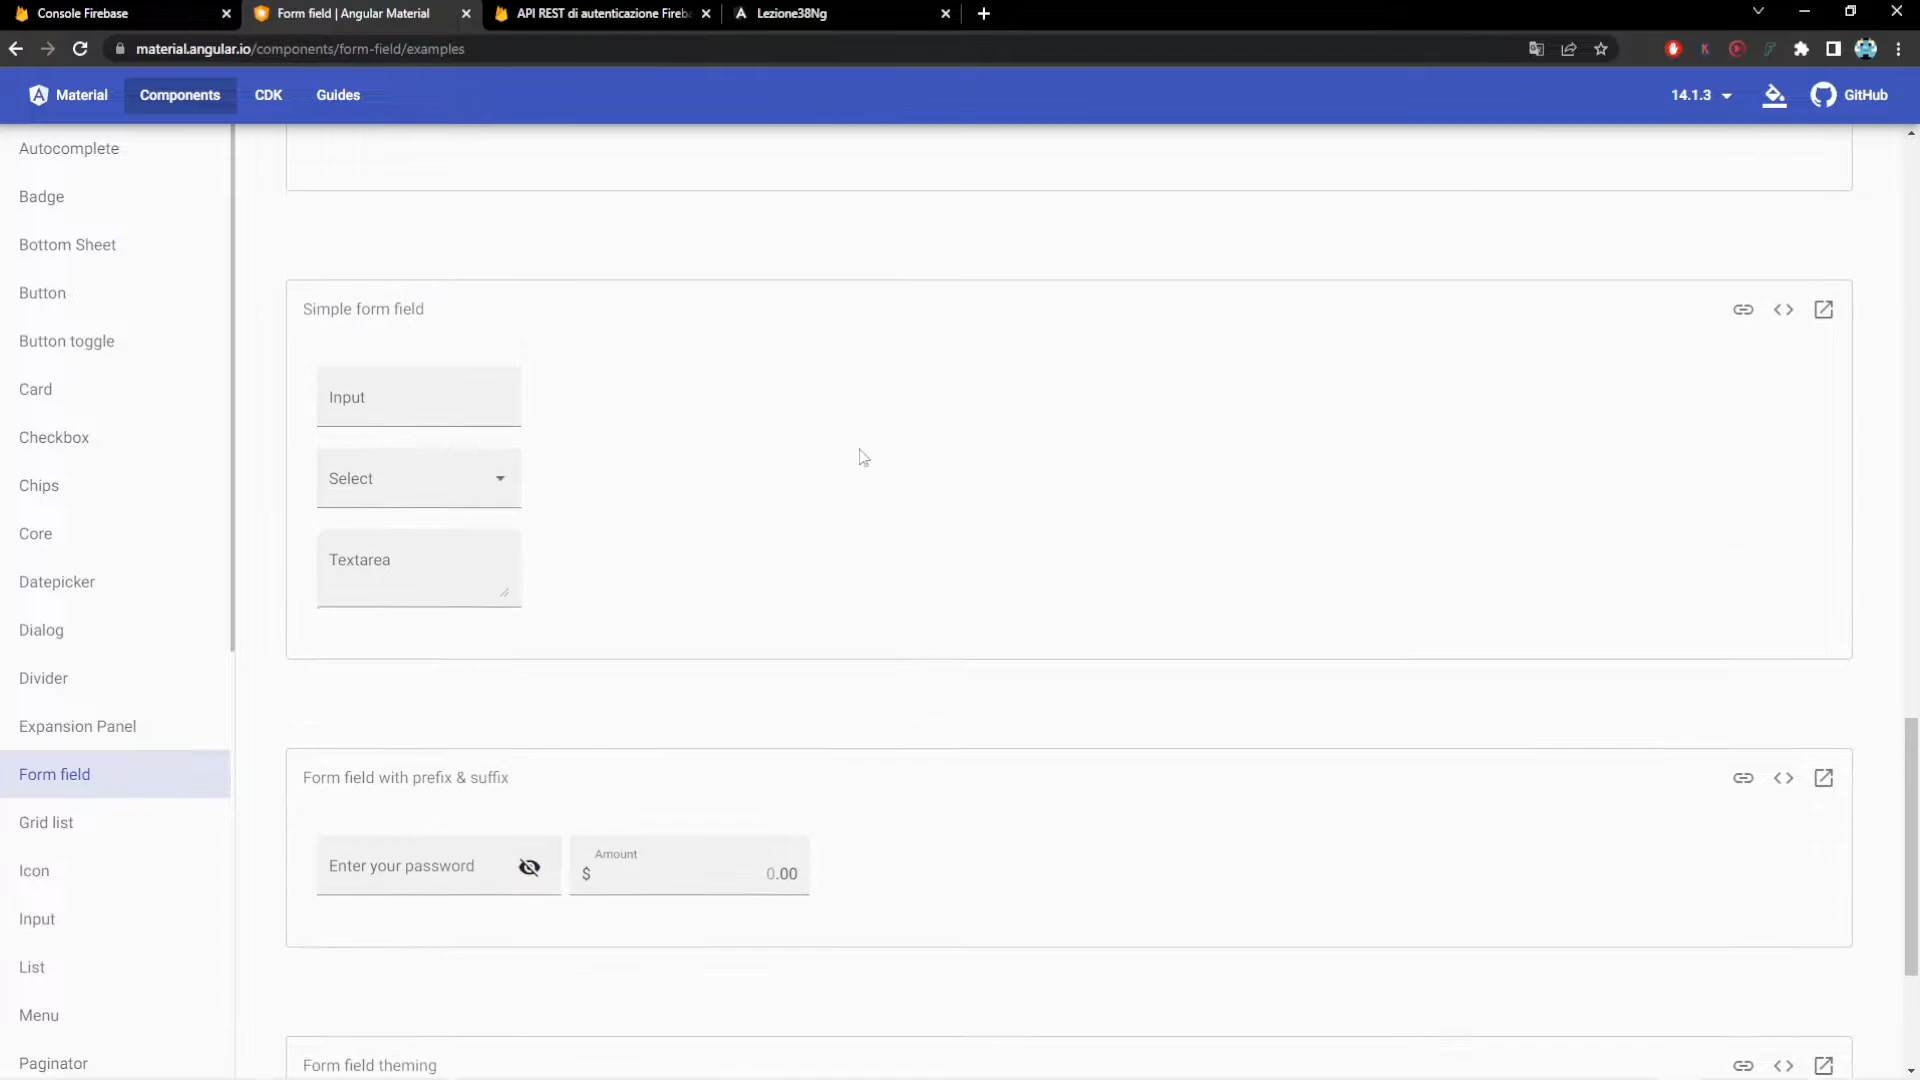 Console Firebase
Form field | Angular Material
API REST di autenticazione Fireb
Lezione38Ng
material.angular.io/components/form-field/examples
Material
Components
CDK
Guides
14.1.3
GitHub
Autocomplete
Badge
Bottom Sheet
Button
Button toggle
Card
Checkbox
Chips
Core
Datepicker
Dialog
Divider
Expansion Panel
Form field
Grid list
Icon
Input
List
Menu
Paginator
Simple form field
Input
Select
Textarea
Form field with prefix & suffix
Enter your password
Amount
$ 0.00
Form field theming